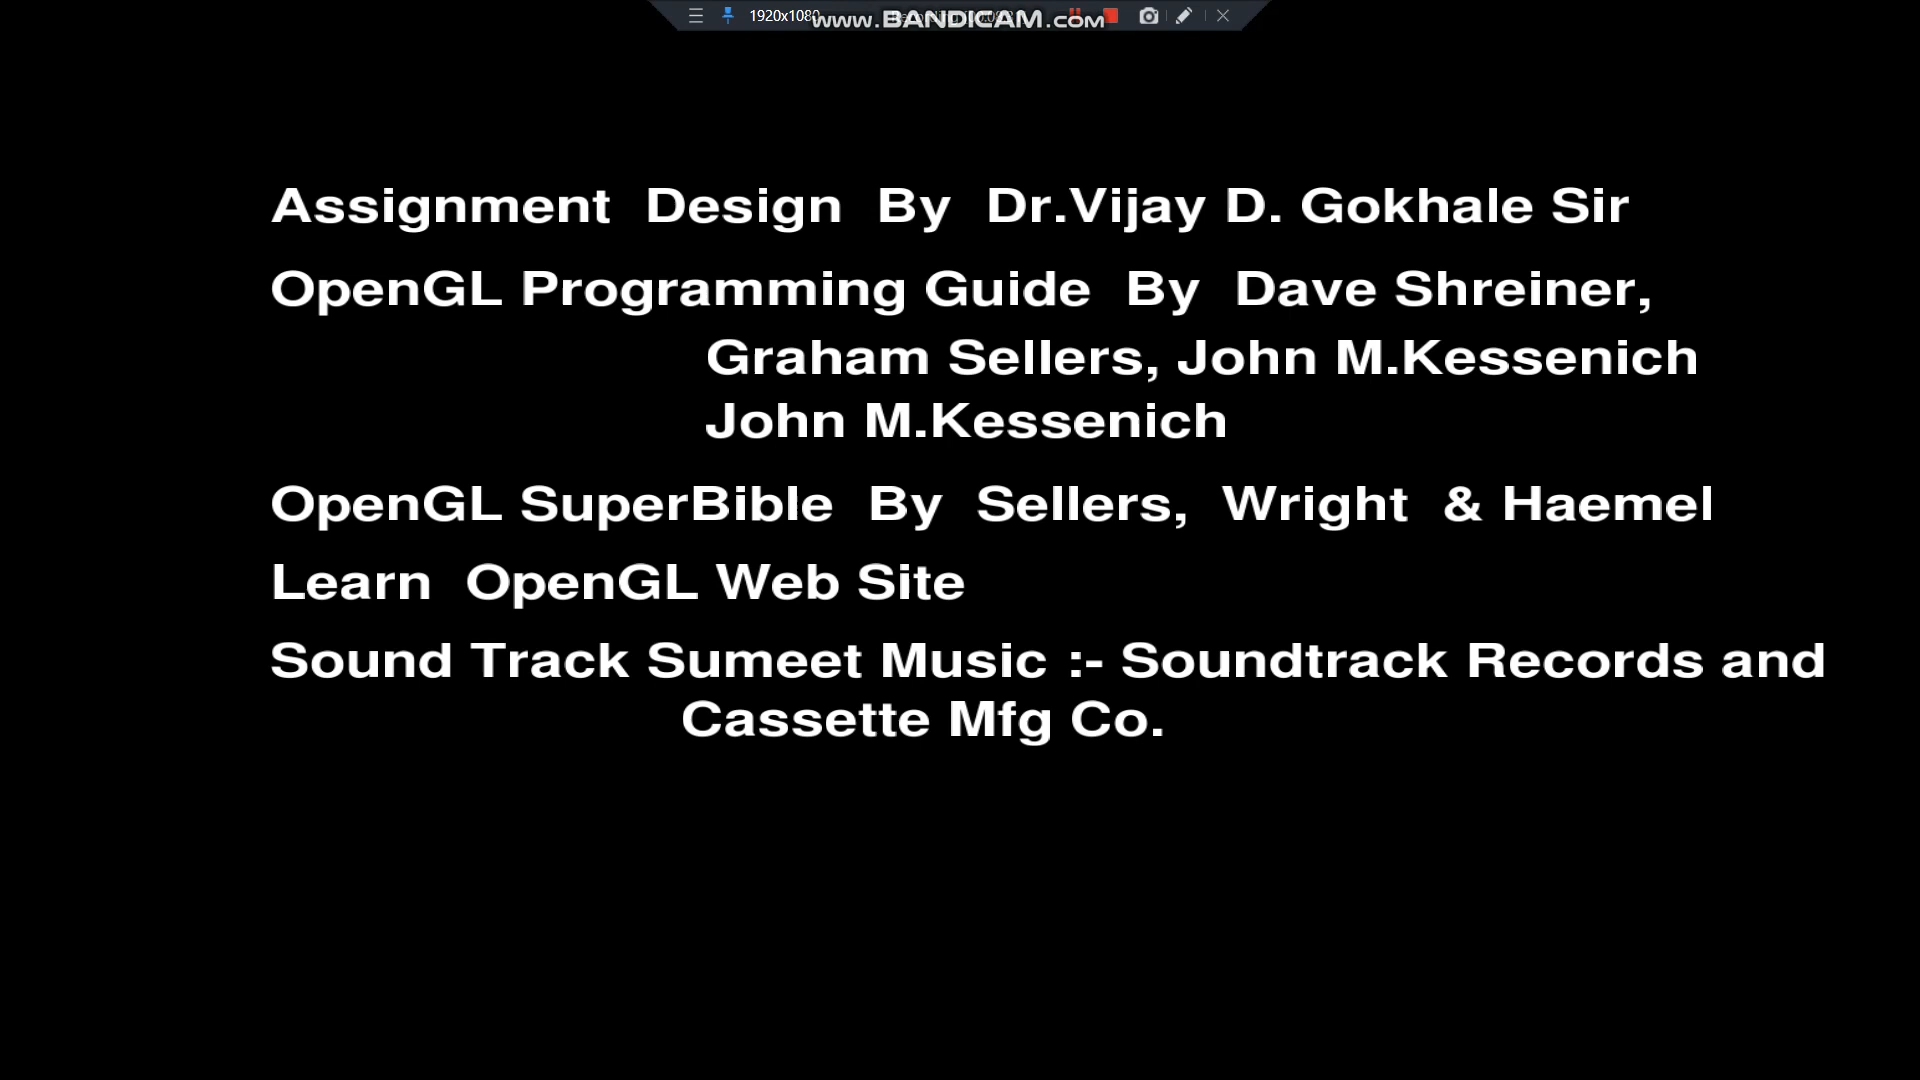 1920x1080
www.BANDICAM.com
Assignment Design By Dr.Vijay D. Gokhale Sir
OpenGL Programming Guide By Dave Shreiner,
Graham Sellers, John M.Kessenich
John M.Kessenich
OpenGL SuperBible By Sellers, Wright & Haemel
Learn OpenGL Web Site
Sound Track Sumeet Music :- Soundtrack Records and
Cassette Mfg Co.